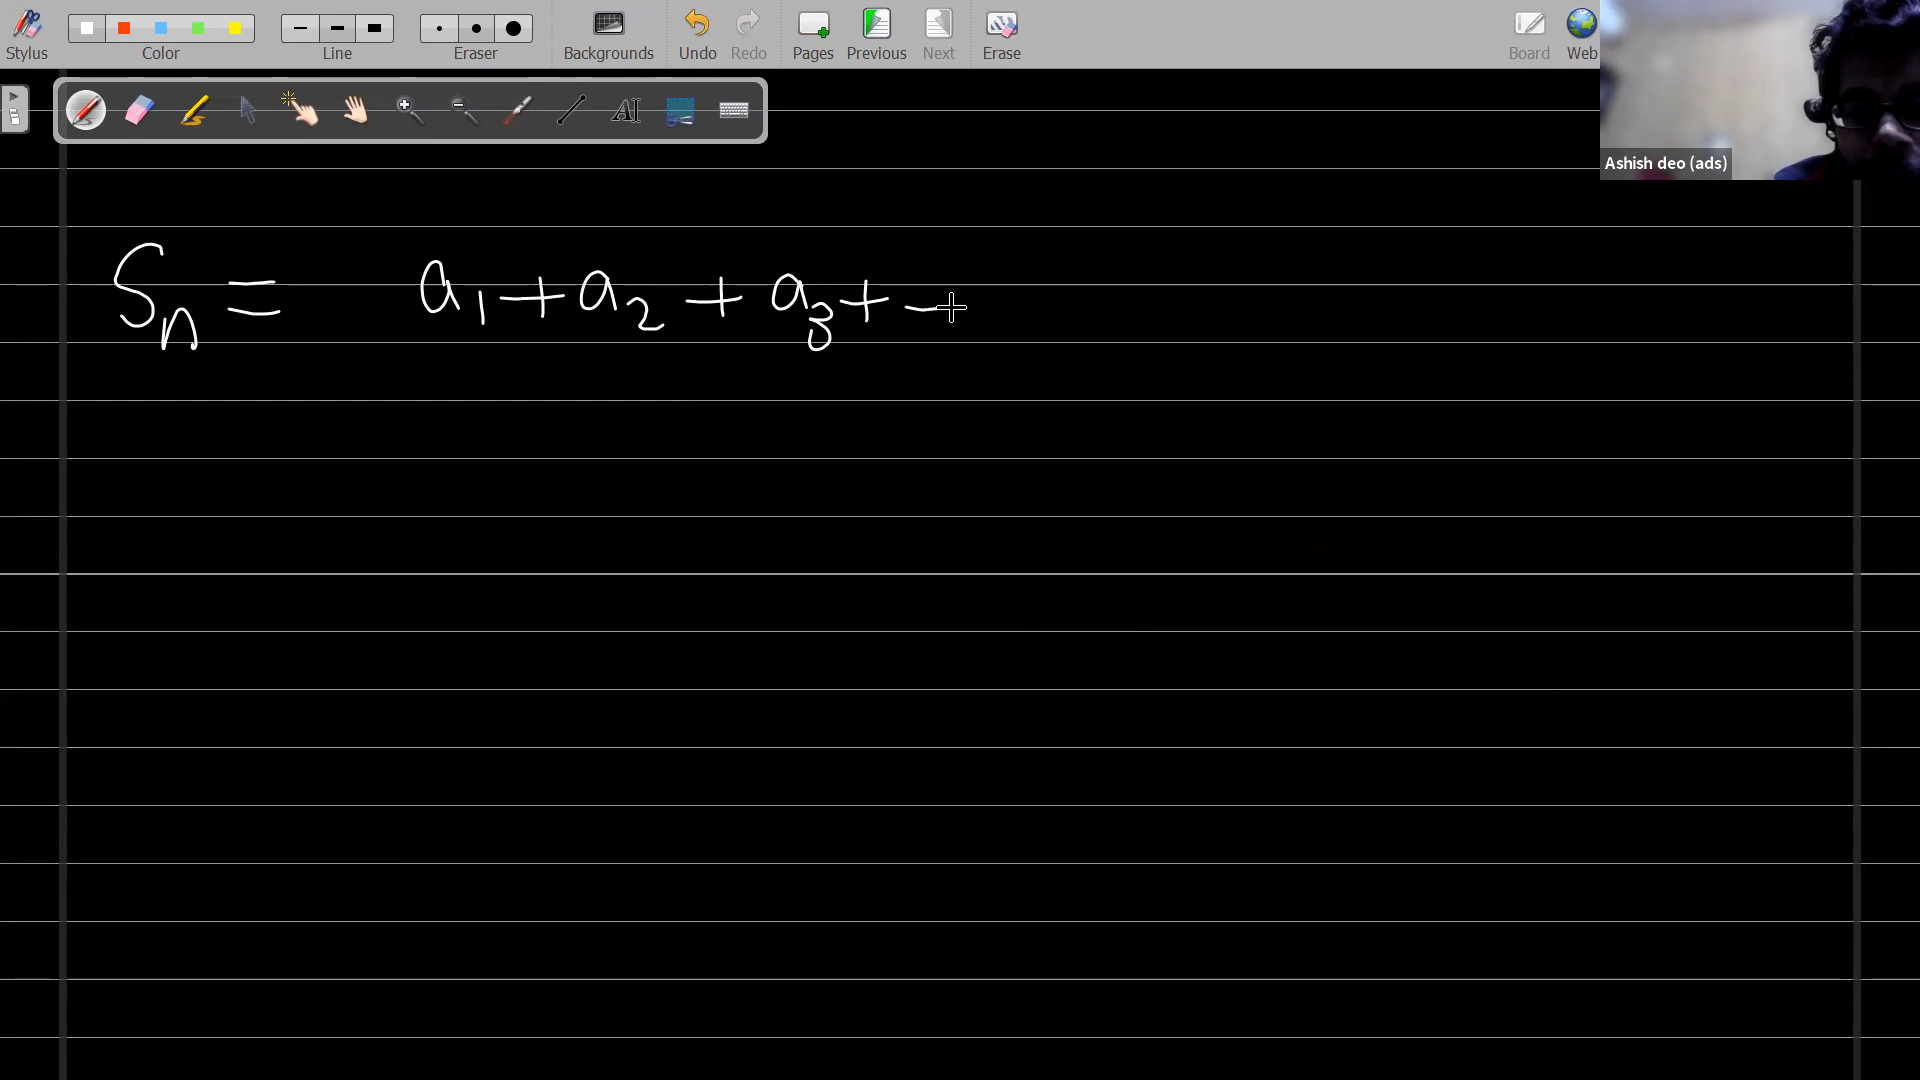 Stylus Color Line Eraser Backgrounds Undo Redo Pages Previous Next Erase Board Web
AI
Ashish deo (ads)
Sₙ = a₁ + a₂ + a₃ + –